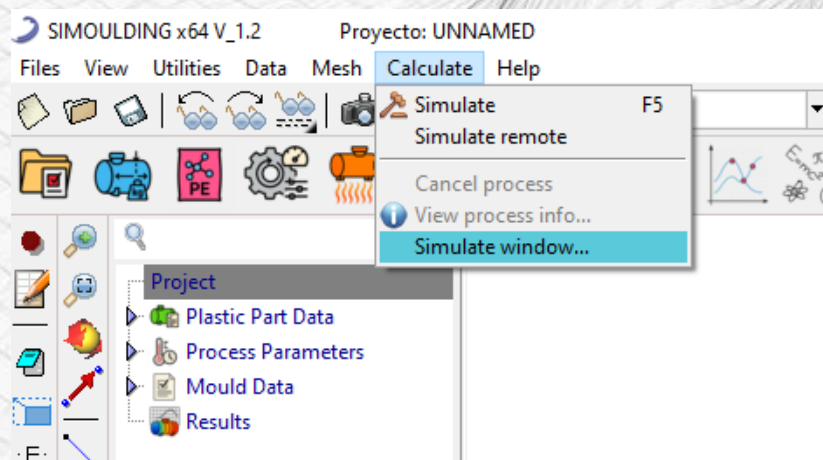 SIMOULDING x64 V_1.2 Proyecto: UNNAMED
Files View Utilities Data Mesh Calculate Help
Simulate F5
Simulate remote
Cancel process
View process info...
Simulate window...
PE
Project
Plastic Part Data
Process Parameters
Mould Data
Results
·E·